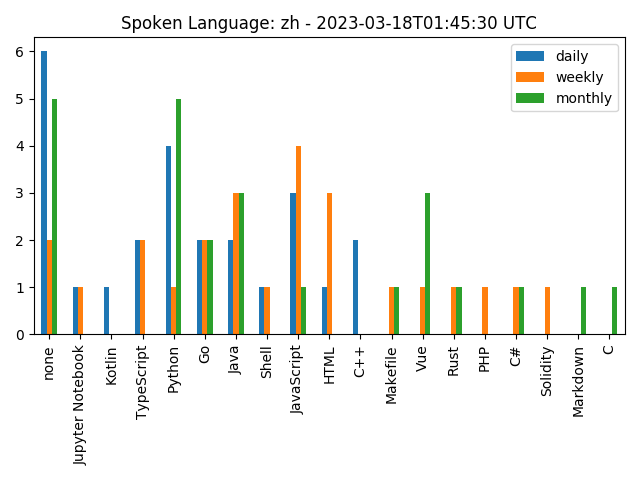 Spoken Language: zh - 2023-03-18T01:45:30 UTC
daily
weekly
monthly
6
5
4
3
2
1
0
none
Jupyter Notebook
Kotlin
TypeScript
Python
Go
Java
Shell
JavaScript
HTML
C++
Makefile
Vue
Rust
PHP
C#
Solidity
Markdown
C